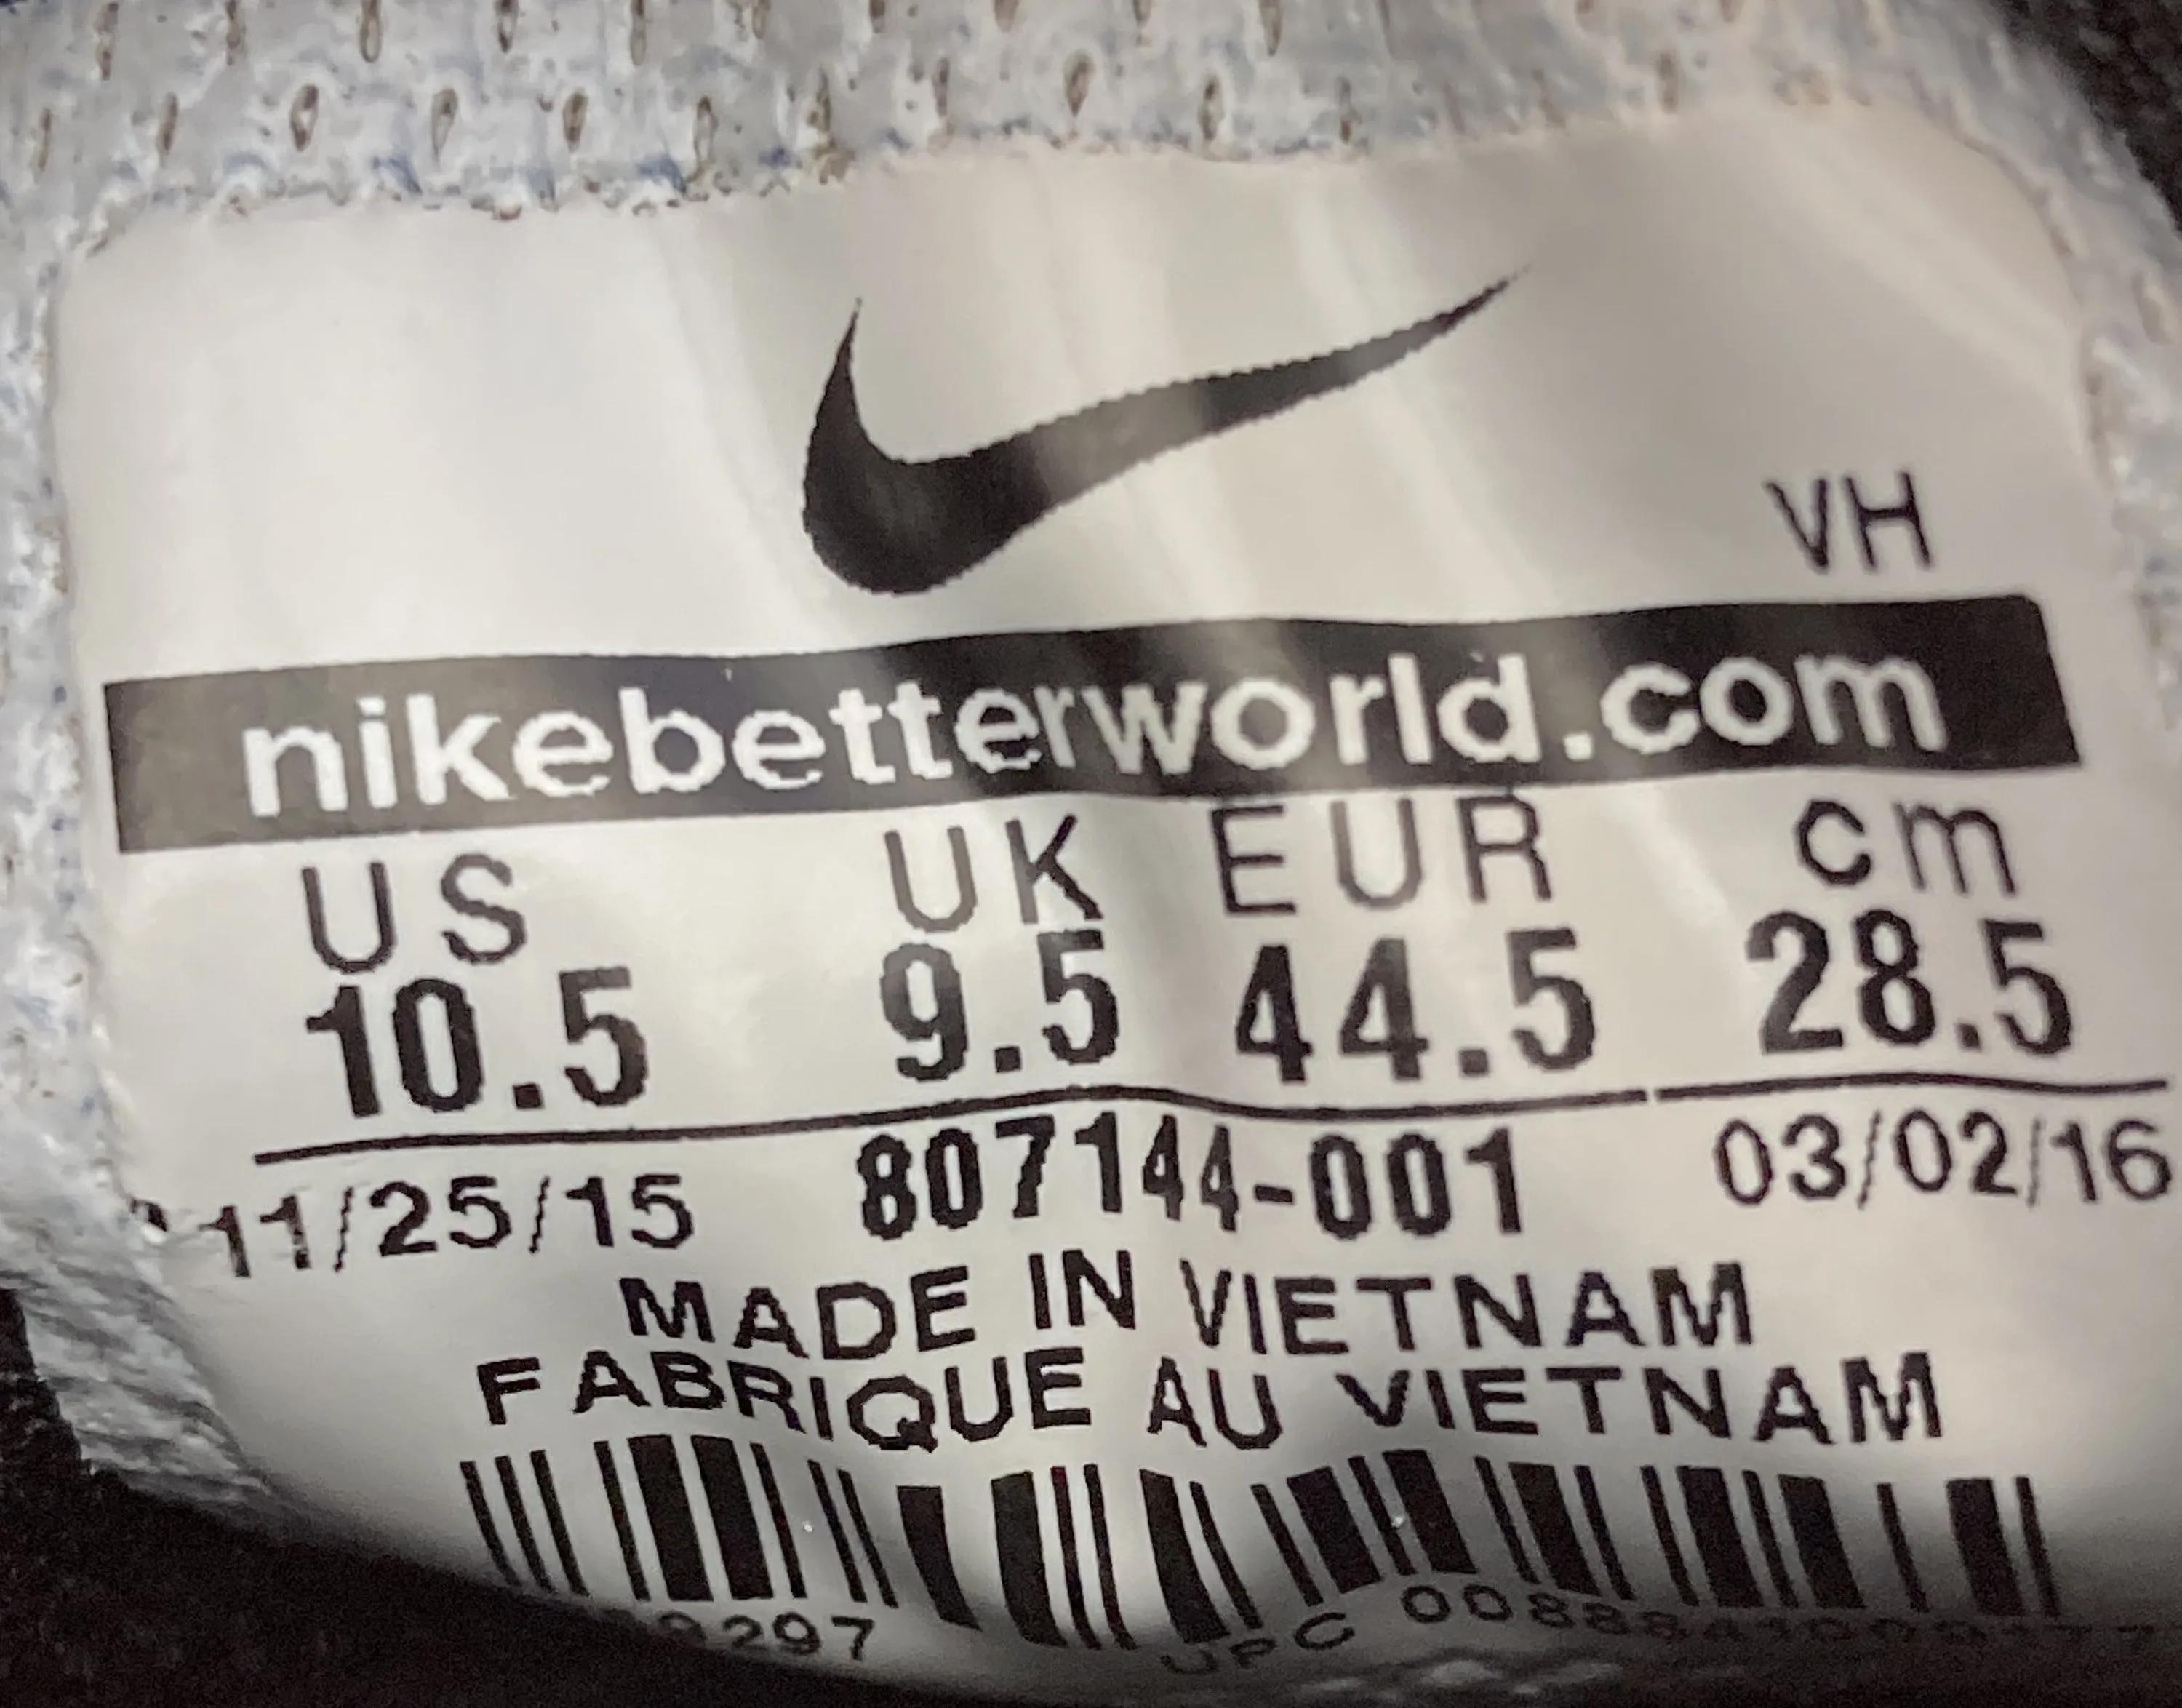 VH
nikebetterworld.com
US UK EUR cm
10.5 9.5 44.5 28.5
11/25/15 807144-001 03/02/16
MADE IN VIETNAM
FABRIQUE AU VIETNAM
UPC